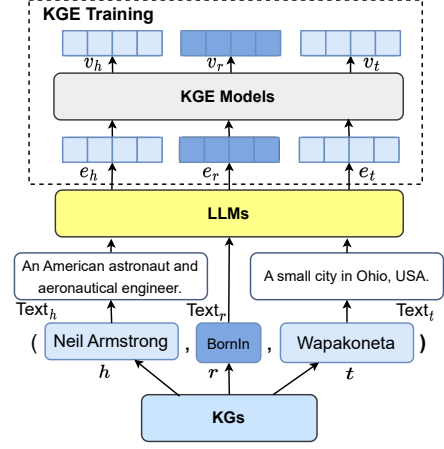 KGE Training
v_h v_r v_t
KGE Models
e_h e_r e_t
LLMs
An American astronaut and
aeronautical engineer.
A small city in Ohio, USA.
Text_h Text_r Text_t
( Neil Armstrong , BornIn , Wapakoneta )
h r t
KGs